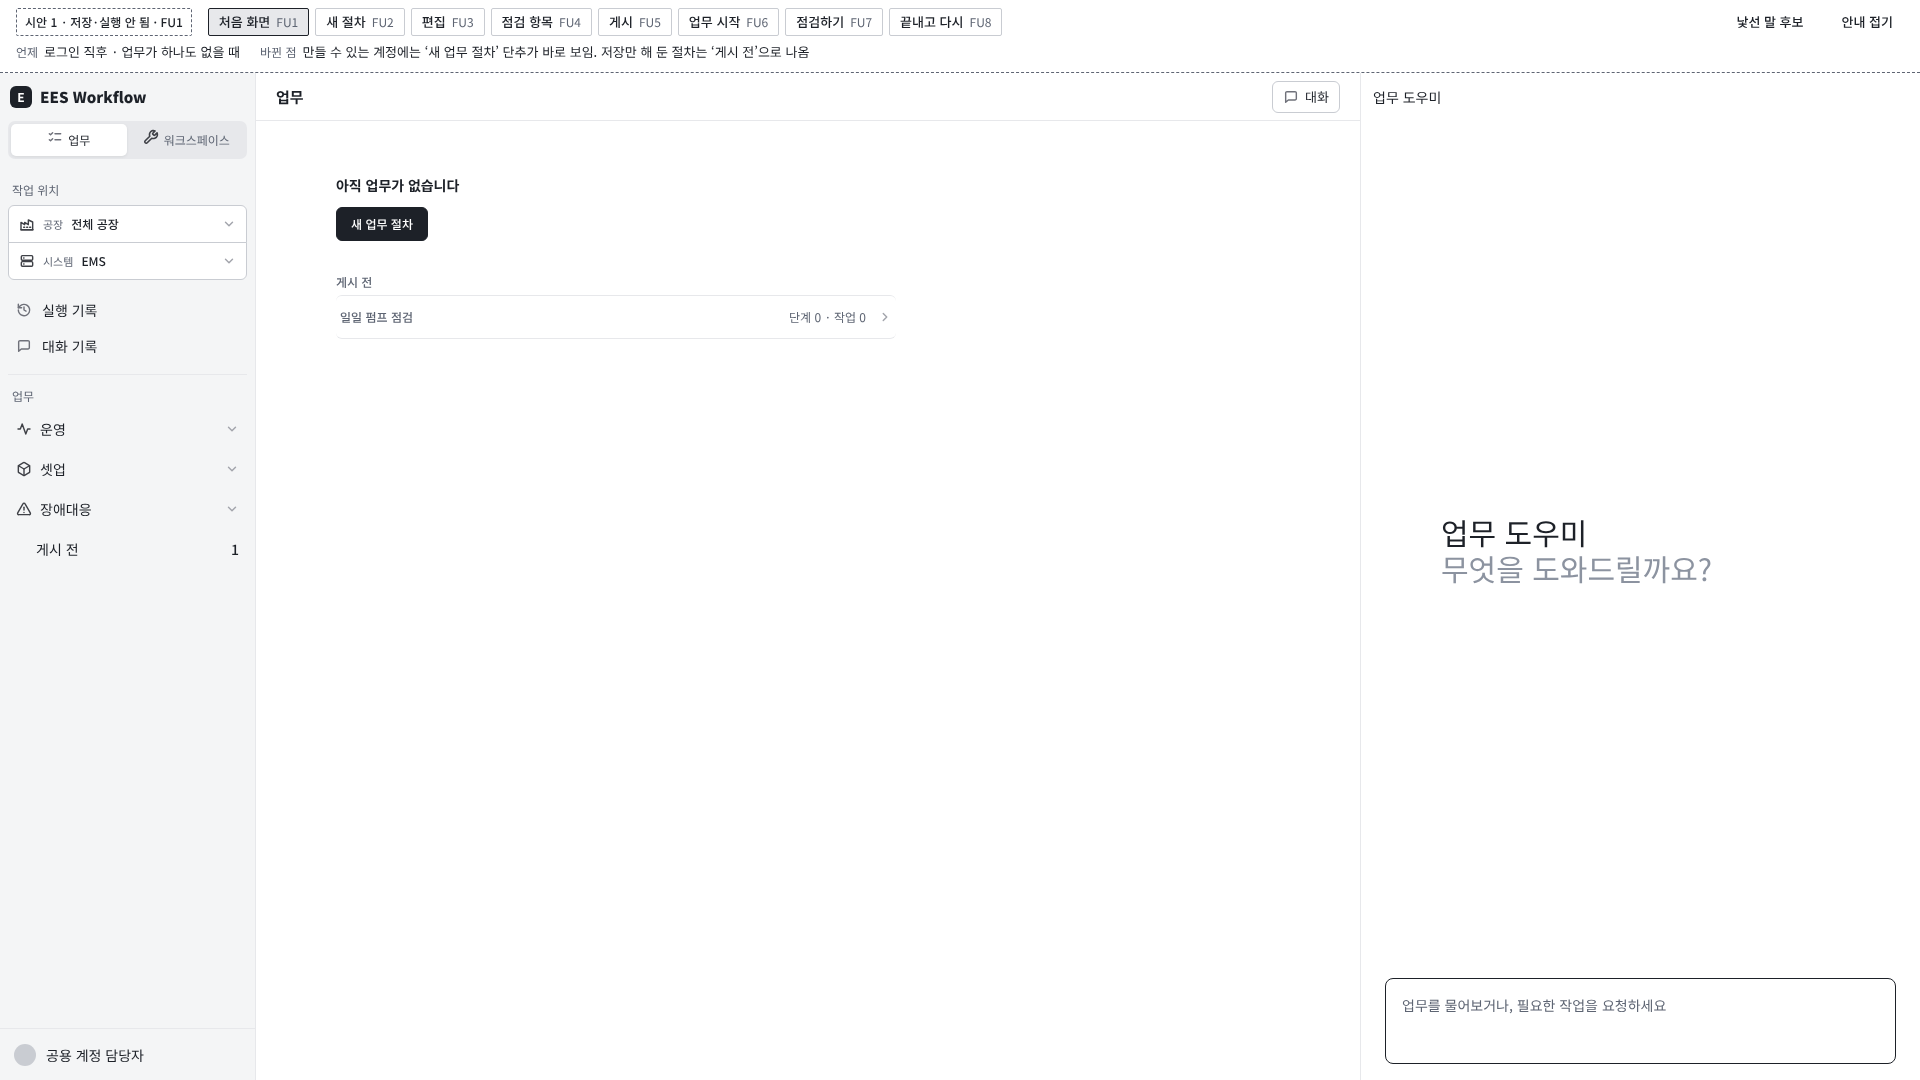 시안 1 · 저장·실행 안 됨 · FU1
처음 화면 FU1
새 절차 FU2
편집 FU3
점검 항목 FU4
게시 FU5
업무 시작 FU6
점검하기 FU7
끝내고 다시 FU8
낯선 말 후보
안내 접기
언제 로그인 직후 · 업무가 하나도 없을 때
바뀐 점 만들 수 있는 계정에는 ‘새 업무 절차’ 단추가 바로 보임. 저장만 해 둔 절차는 ‘게시 전’으로 나옴
E EES Workflow
업무
워크스페이스
작업 위치
공장 전체 공장
시스템 EMS
실행 기록
대화 기록
업무
운영
셋업
장애대응
게시 전 1
공용 계정 담당자
업무
대화
아직 업무가 없습니다
새 업무 절차
게시 전
일일 펌프 점검
단계 0 · 작업 0
업무 도우미
업무 도우미
무엇을 도와드릴까요?
업무를 물어보거나, 필요한 작업을 요청하세요